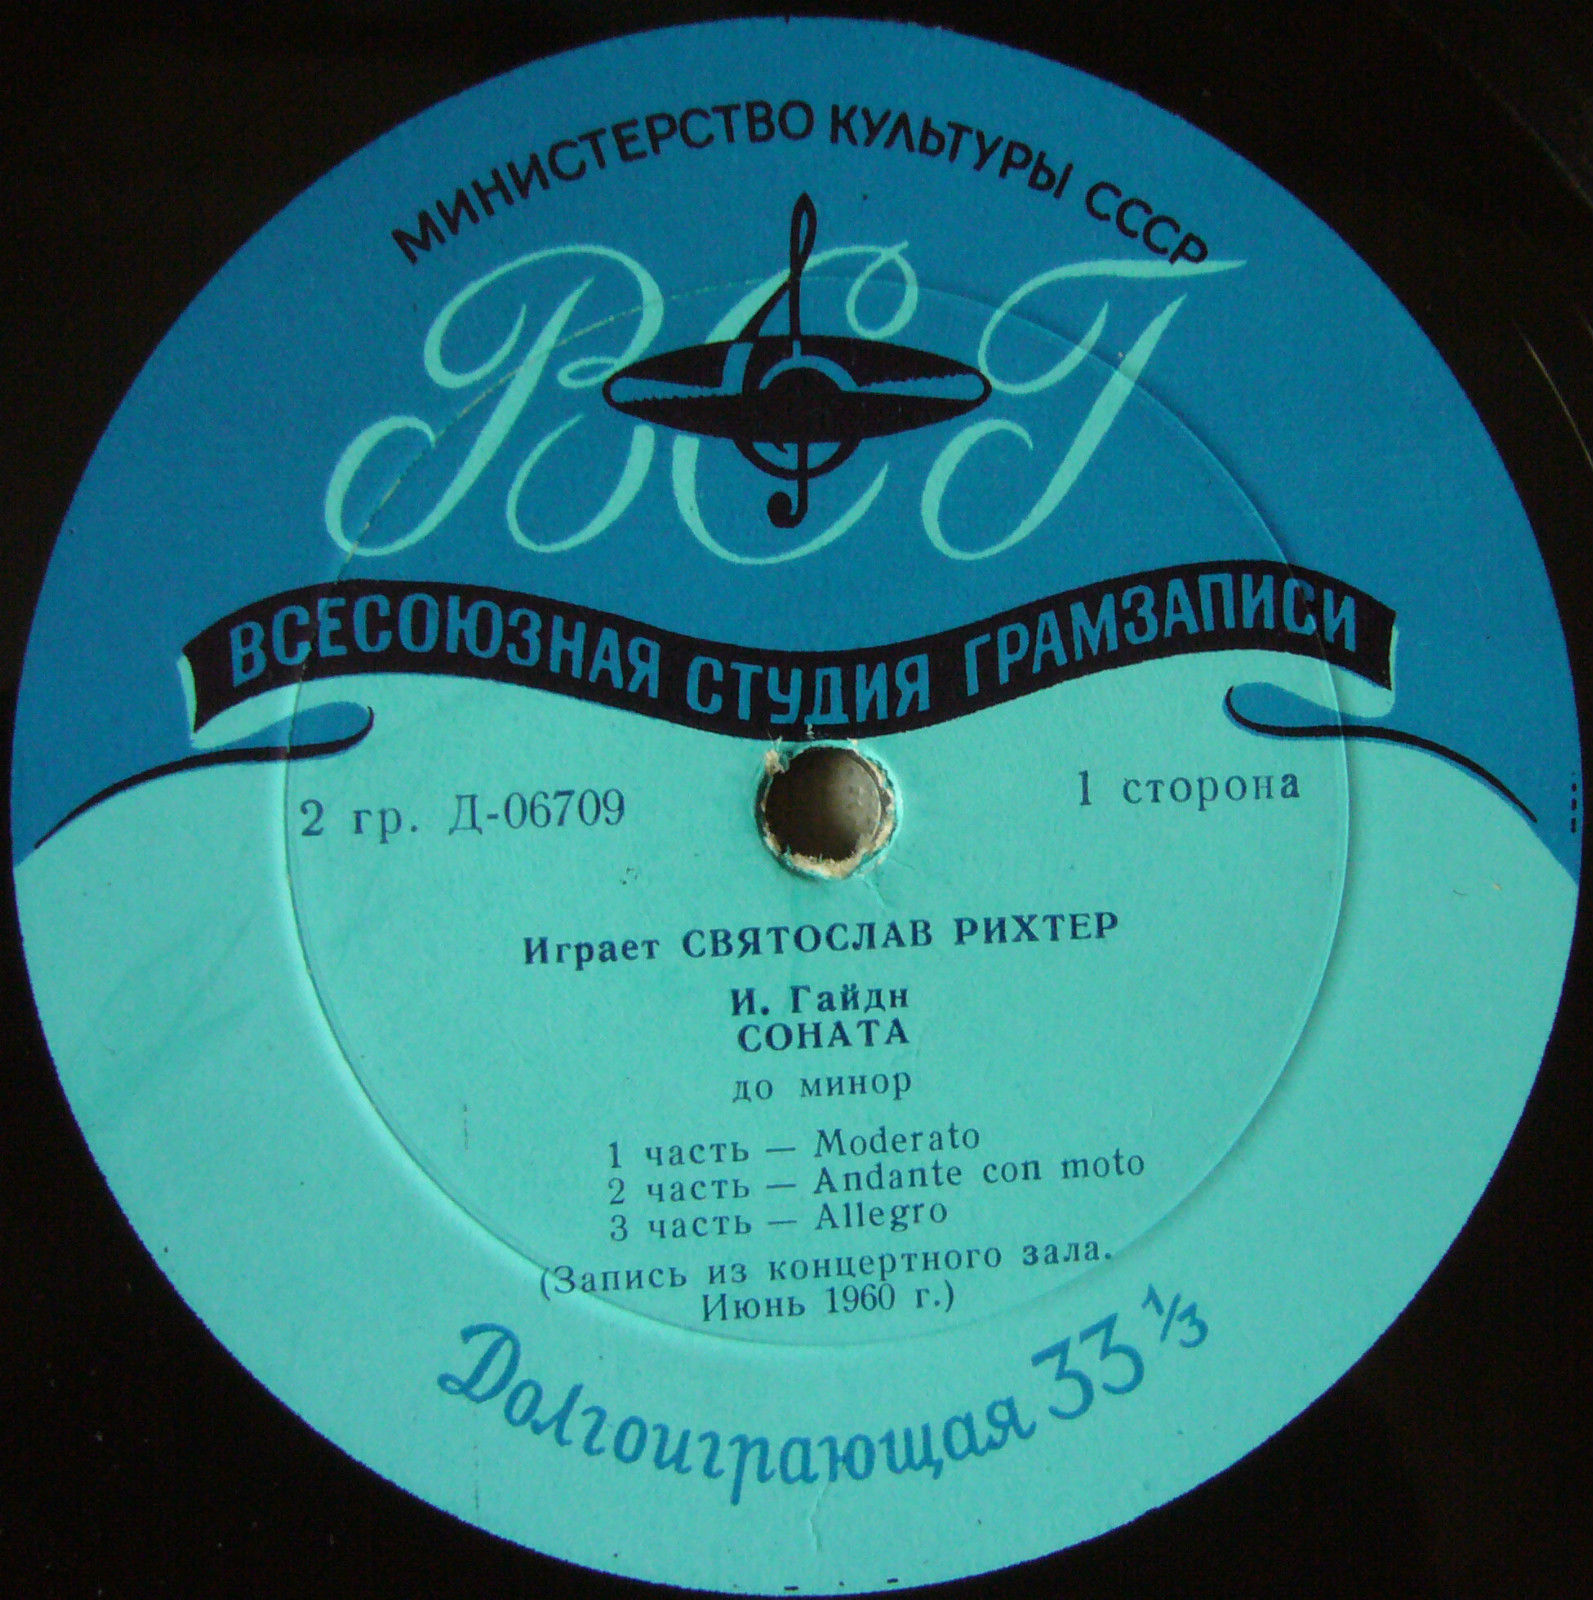 МИНИСТЕРСТВО КУЛЬТУРЫ СССР
ВСГ
ВСЕСОЮЗНАЯ СТУДИЯ ГРАМЗАПИСИ
2 гр. Д-06709
1 сторона
Играет СВЯТОСЛАВ РИХТЕР
И. Гайдн
СОНАТА
до минор
1 часть — Moderato
2 часть — Andante con moto
3 часть — Allegro
(Запись из концертного зала.
Июнь 1960 г.)
Долгоиграющая 33 1/3